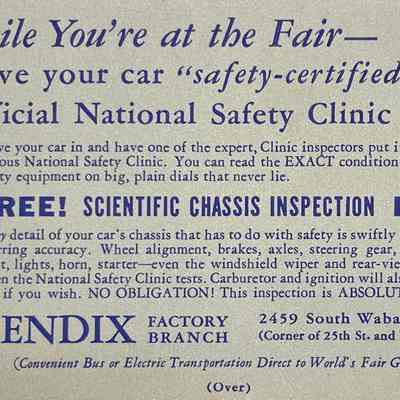 ile You're at the Fair—
ve your car "safety-certified
ficial National Safety Clinic
ve your car in and have one of the expert, Clinic inspectors put i
ous National Safety Clinic. You can read the EXACT condition
ty equipment on big, plain dials that never lie.
REE! SCIENTIFIC CHASSIS INSPECTION
y detail of your car's chassis that has to do with safety is swiftly
rring accuracy. Wheel alignment, brakes, axles, steering gear,
t, lights, horn, starter—even the windshield wiper and rear-vie
en the National Safety Clinic tests. Carburetor and ignition will als
if you wish. NO OBLIGATION! This inspection is ABSOLUT
ENDIX FACTORY BRANCH 2459 South Waba
(Corner of 25th St. and
(Convenient Bus or Electric Transportation Direct to World's Fair G
(Over)